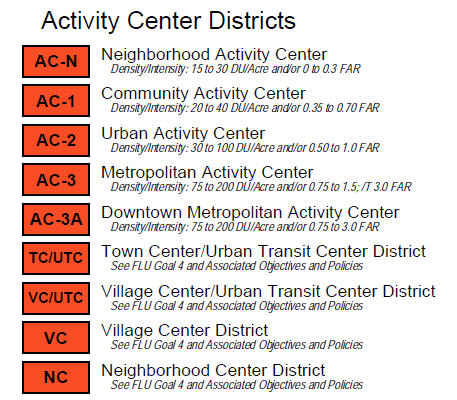 Activity Center Districts
AC-N Neighborhood Activity Center
Density/Intensity: 15 to 30 DU/Acre and/or 0 to 0.3 FAR
AC-1 Community Activity Center
Density/Intensity: 20 to 40 DU/Acre and/or 0.35 to 0.70 FAR
AC-2 Urban Activity Center
Density/Intensity: 30 to 100 DU/Acre and/or 0.50 to 1.0 FAR
AC-3 Metropolitan Activity Center
Density/Intensity: 75 to 200 DU/Acre and/or 0.75 to 1.5; /T 3.0 FAR
AC-3A Downtown Metropolitan Activity Center
Density/Intensity: 75 to 200 DU/Acre and/or 0.75 to 3.0 FAR
TC/UTC Town Center/Urban Transit Center District
See FLU Goal 4 and Associated Objectives and Policies
VC/UTC Village Center/Urban Transit Center District
See FLU Goal 4 and Associated Objectives and Policies
VC Village Center District
See FLU Goal 4 and Associated Objectives and Policies
NC Neighborhood Center District
See FLU Goal 4 and Associated Objectives and Policies